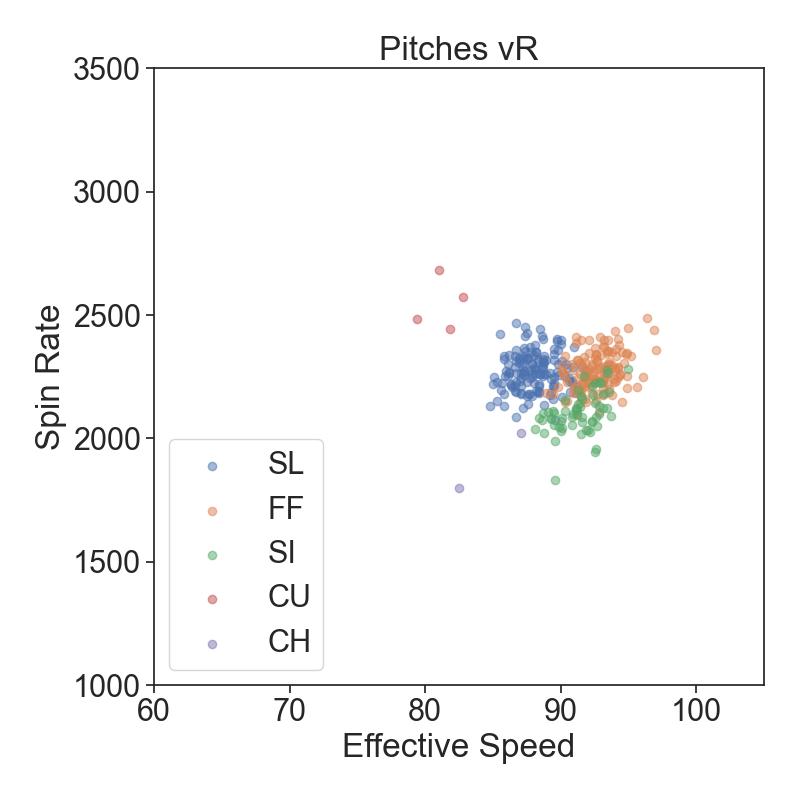 Pitches vR
3500
3000
2500
2000
1500
1000
Spin Rate
SL
FF
SI
CU
CH
60 70 80 90 100
Effective Speed